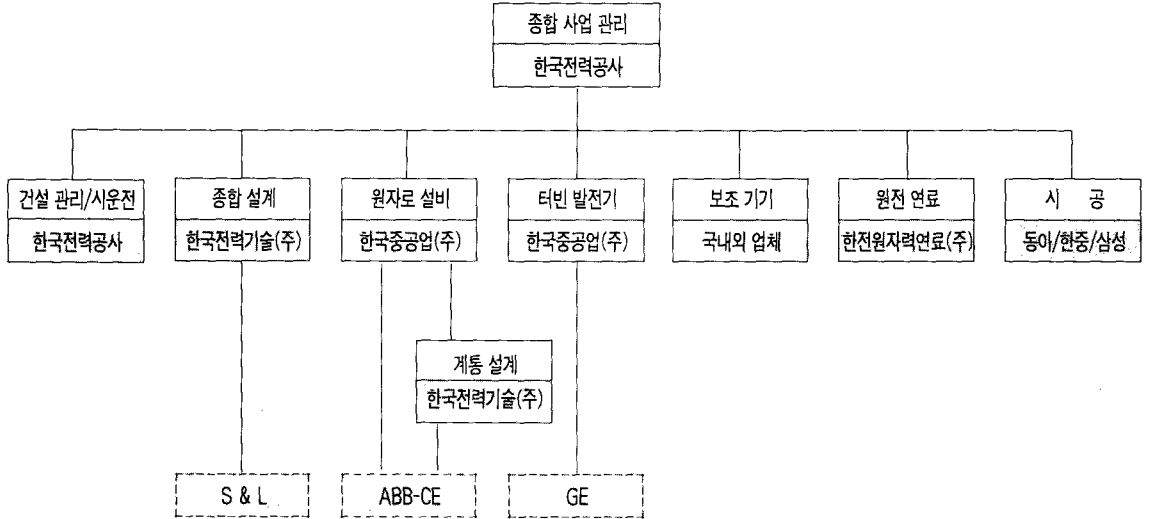 종합 사업 관리
한국전력공사
건설 관리/시운전
한국전력공사
종합 설계
한국전력기술(주)
원자로 설비
한국중공업(주)
터빈 발전기
한국중공업(주)
보조 기기
국내외 업체
원전 연료
한전원자력연료(주)
시 공
동아/현중/삼성
계통 설계
한국전력기술(주)
S & L
ABB-CE
GE